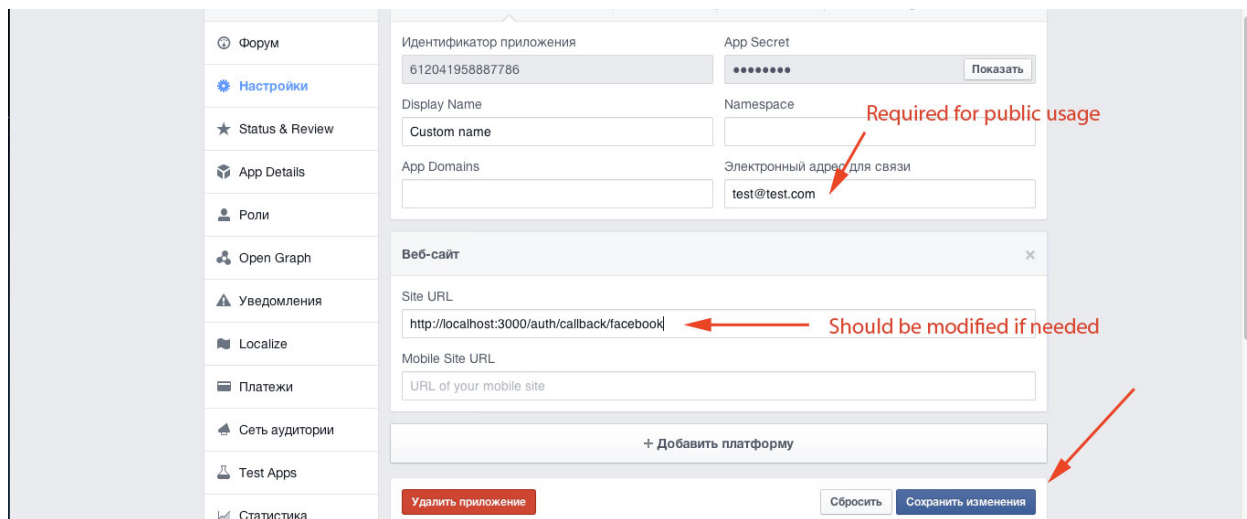 Форум
Настройки
Status & Review
App Details
Роли
Open Graph
Уведомления
Localize
Платежи
Сеть аудитории
Test Apps
Статистика
Идентификатор приложения
App Secret
612041958887786
••••••••
Показать
Display Name
Namespace
Required for public usage
Custom name
App Domains
Электронный адрес для связи
test@test.com
Веб-сайт
Site URL
http://localhost:3000/auth/callback/facebook
Should be modified if needed
Mobile Site URL
URL of your mobile site
+ Добавить платформу
Удалить приложение
Сбросить
Сохранить изменения